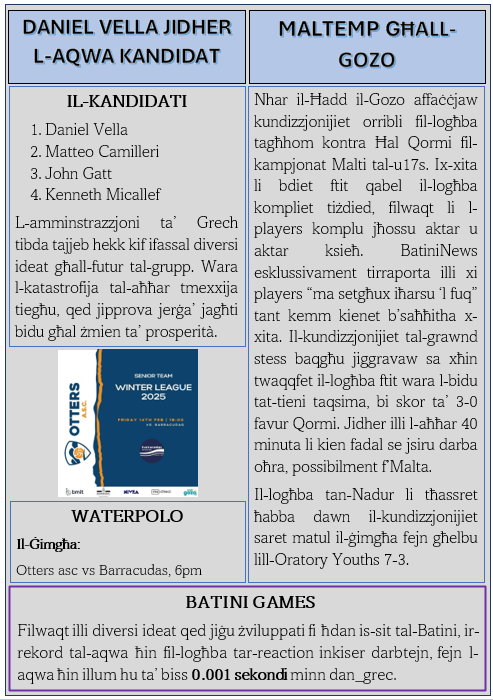 DANIEL VELLA JIDHER
L-AQWA KANDIDAT
IL-KANDIDATI
1. Daniel Vella
2. Matteo Camilleri
3. John Gatt
4. Kenneth Micallef
L-amminstrazzjoni ta' Grech
tibda tajjeb hekk kif ifassal diversi
ideat għall-futur tal-grupp. Wara
l-katastrofija tal-aħħar tmexxija
tiegħu, qed jipprova jerġa' jagħti
bidu għal żmien ta' prosperità.
OTTERS
A.S.C.
SENIOR TEAM
WINTER LEAGUE
2025
FRIDAY 14TH FEB | 18:00
VS BARRACUDAS
bmit
NIVEA
WATERPOLO
Il-Ġimgħa:
Otters asc vs Barracudas, 6pm
MALTEMP GĦALL-
GOZO
Nhar il-Ħadd il-Gozo affaċċjaw
kundizzjonijiet orribli fil-logħba
tagħhom kontra Ħal Qormi fil-
kampjonat Malti tal-u17s. Ix-xita
li bdiet ftit qabel il-logħba
kompliet tiżdied, filwaqt li l-
players komplu jħossu aktar u
aktar ksieħ. BatiniNews
esklussivament tirraporta illi xi
players “ma setgħux iħarsu ‘l fuq”
tant kemm kienet b'saħħitha x-
xita. Il-kundizzjonijiet tal-grawnd
stess baqgħu jiggravaw sa xħin
twaqqfet il-logħba ftit wara l-bidu
tat-tieni taqsima, bi skor ta' 3-0
favur Qormi. Jidher illi l-aħħar 40
minuta li kien fadal se jsiru darba
oħra, possibilment f'Malta.
Il-logħba tan-Nadur li tħassret
ħabba dawn il-kundizzjonijiet
saret matul il-ġimgħa fejn għelbu
lill-Oratory Youths 7-3.
BATINI GAMES
Filwaqt illi diversi ideat qed jiġu żviluppati fi ħdan is-sit tal-Batini, ir-
rekord tal-aqwa ħin fil-logħba tar-reaction inkiser darbtejn, fejn l-
aqwa ħin illum hu ta' biss 0.001 sekondi minn dan_grec.